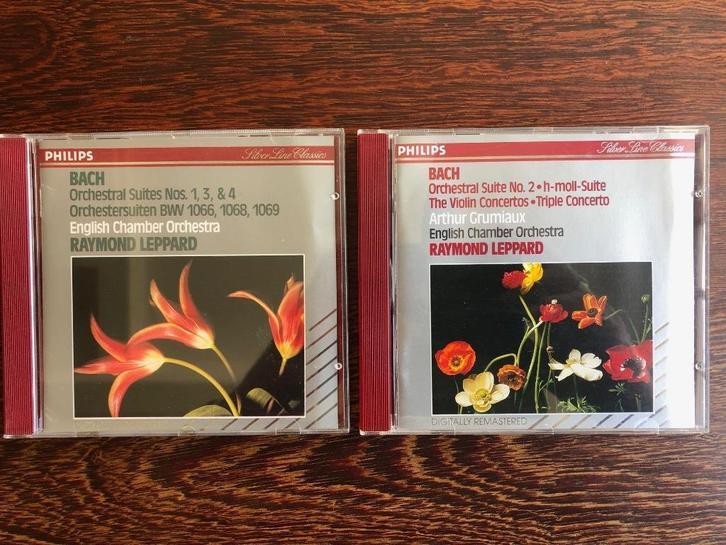 PHILIPS
Silver Line Classics
BACH
Orchestral Suites Nos. 1, 3, & 4
Orchestersuiten BWV 1066, 1068, 1069
English Chamber Orchestra
RAYMOND LEPPARD
PHILIPS
Silver Line Classics
BACH
Orchestral Suite No. 2 • h-moll-Suite
The Violin Concertos • Triple Concerto
Arthur Grumiaux
English Chamber Orchestra
RAYMOND LEPPARD
DIGITALLY REMASTERED